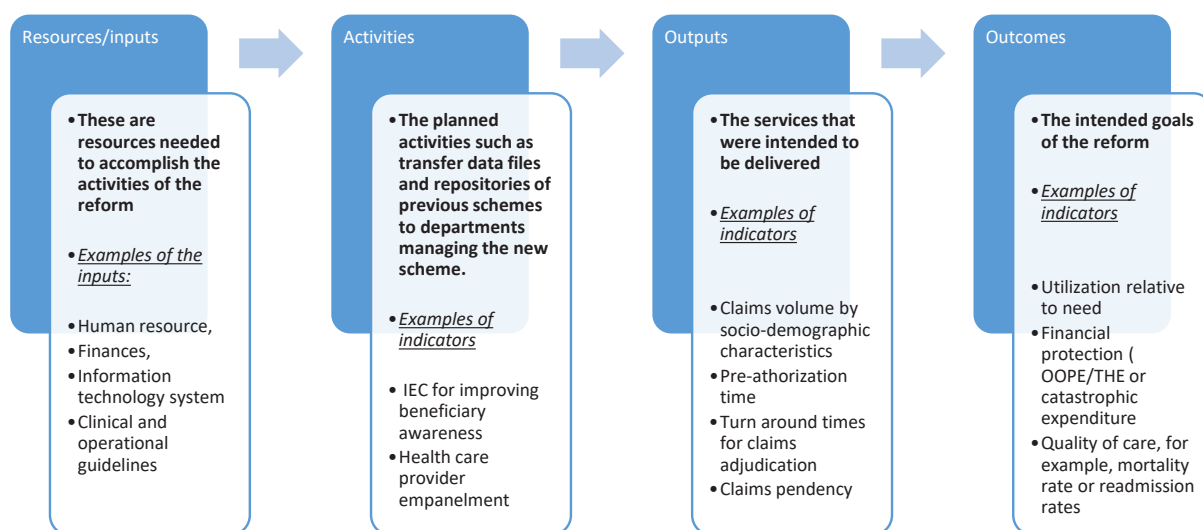 Resources/inputs
• These are
resources needed
to accomplish the
activities of the
reform
• Examples of the
inputs:
• Human resource,
• Finances,
• Information
technology system
• Clinical and
operational
guidelines
Activities
• The planned
activities such as
transfer data files
and repositories of
previous schemes
to departments
managing the new
scheme.
• Examples of
indicators
• IEC for improving
beneficiary
awareness
• Health care
provider
empanelment
Outputs
• The services that
were intended to
be delivered
• Examples of
indicators
• Claims volume by
socio-demographic
characteristics
• Pre-athorization
time
• Turn around times
for claims
adjudication
• Claims pendency
Outcomes
• The intended goals
of the reform
• Examples of
indicators
• Utilization relative
to need
• Financial
protection (
OOPE/THE or
catastrophic
expenditure
• Quality of care, for
example, mortality
rate or readmission
rates